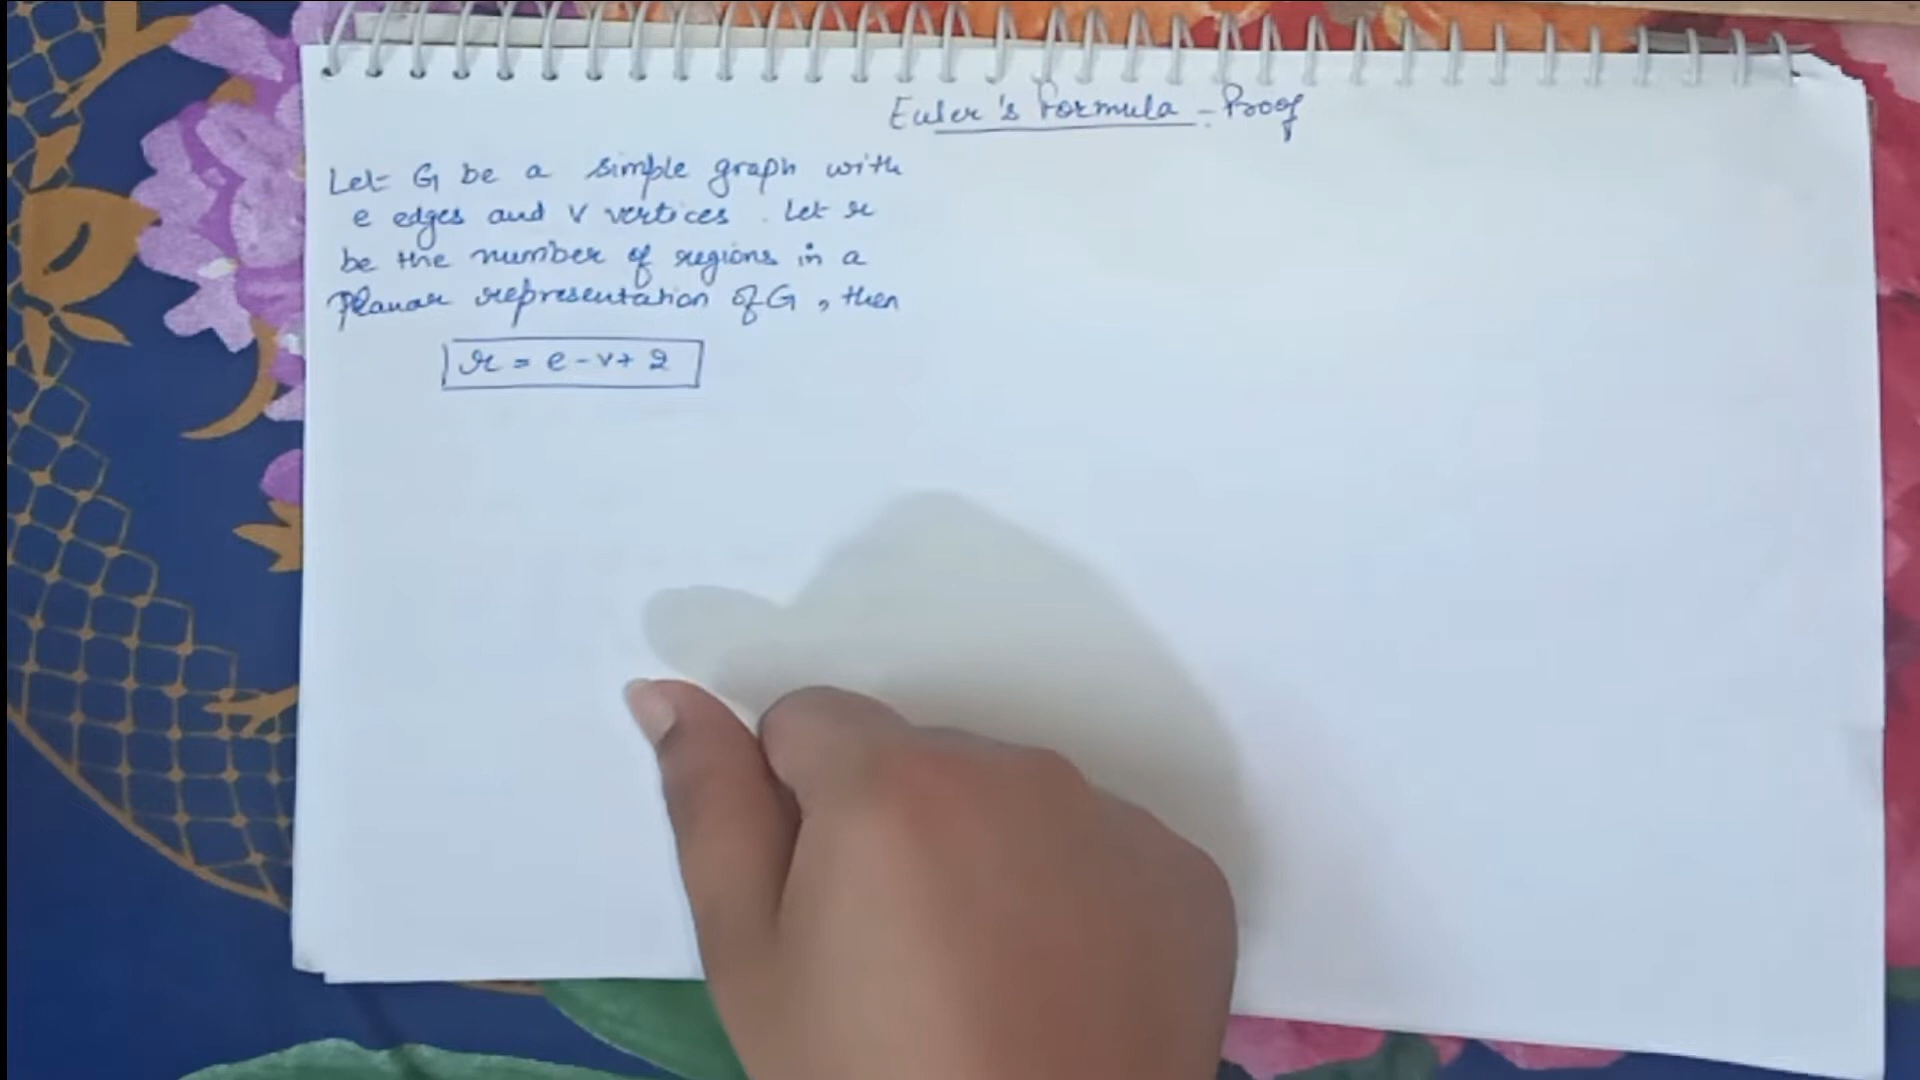 Euler's Formula - Proof
Let G be a simple graph with
e edges and v vertices. Let r
be the number of regions in a
Planar representation of G, then
r = e - v + 2